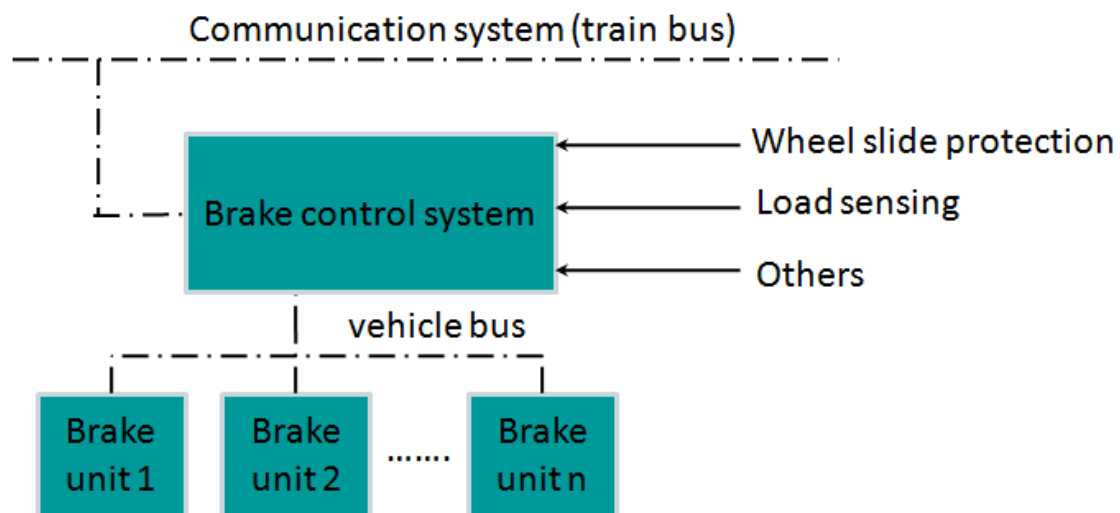 Communication system (train bus)
Wheel slide protection
Brake control system
Load sensing
Others
vehicle bus
Brake
unit 1
Brake
unit 2
…….
Brake
unit n